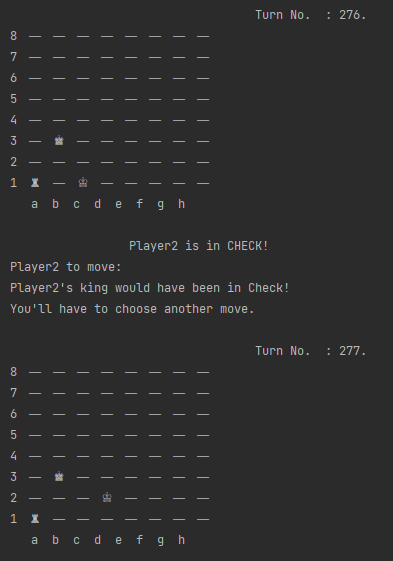 Turn No.  : 276.
8 — — — — — — — —
7 — — — — — — — —
6 — — — — — — — —
5 — — — — — — — —
4 — — — — — — — —
3 — ♚ — — — — — —
2 — — — — — — — —
1 ♜ — ♔ — — — — —
a b c d e f g h
Player2 is in CHECK!
Player2 to move:
Player2's king would have been in Check!
You'll have to choose another move.
Turn No.  : 277.
8 — — — — — — — —
7 — — — — — — — —
6 — — — — — — — —
5 — — — — — — — —
4 — — — — — — — —
3 — ♚ — — — — — —
2 — — — ♔ — — — —
1 ♜ — — — — — — —
a b c d e f g h